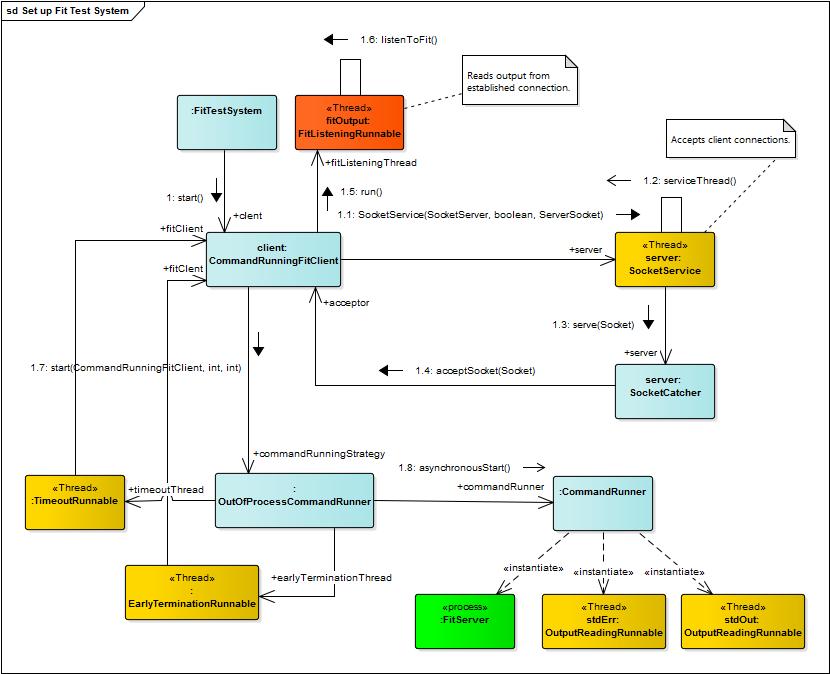 sd Set up Fit Test System
1.6: listenToFit()
Reads output from
established connection.
:FitTestSystem
«Thread»
fitOutput:
FitListeningRunnable
Accepts client connections.
+fitListeningThread
1.2: serviceThread()
1: start()
1.5: run()
+clent
1.1: SocketService(SocketServer, boolean, ServerSocket)
+fitClient
client:
CommandRunningFitClient
+server
«Thread»
server:
SocketService
+fitClent
+acceptor
1.3: serve(Socket)
+server
1.7: start(CommandRunningFitClient, int, int)
1.4: acceptSocket(Socket)
server:
SocketCatcher
+commandRunningStrategy
1.8: asynchronousStart()
«Thread»
:TimeoutRunnable
+timeoutThread
:
OutOfProcessCommandRunner
+commandRunner
:CommandRunner
«Thread»
:
EarlyTerminationRunnable
+earlyTerminationThread
«instantiate»
«instantiate»
«instantiate»
«process»
:FitServer
«Thread»
stdErr:
OutputReadingRunnable
«Thread»
stdOut:
OutputReadingRunnable